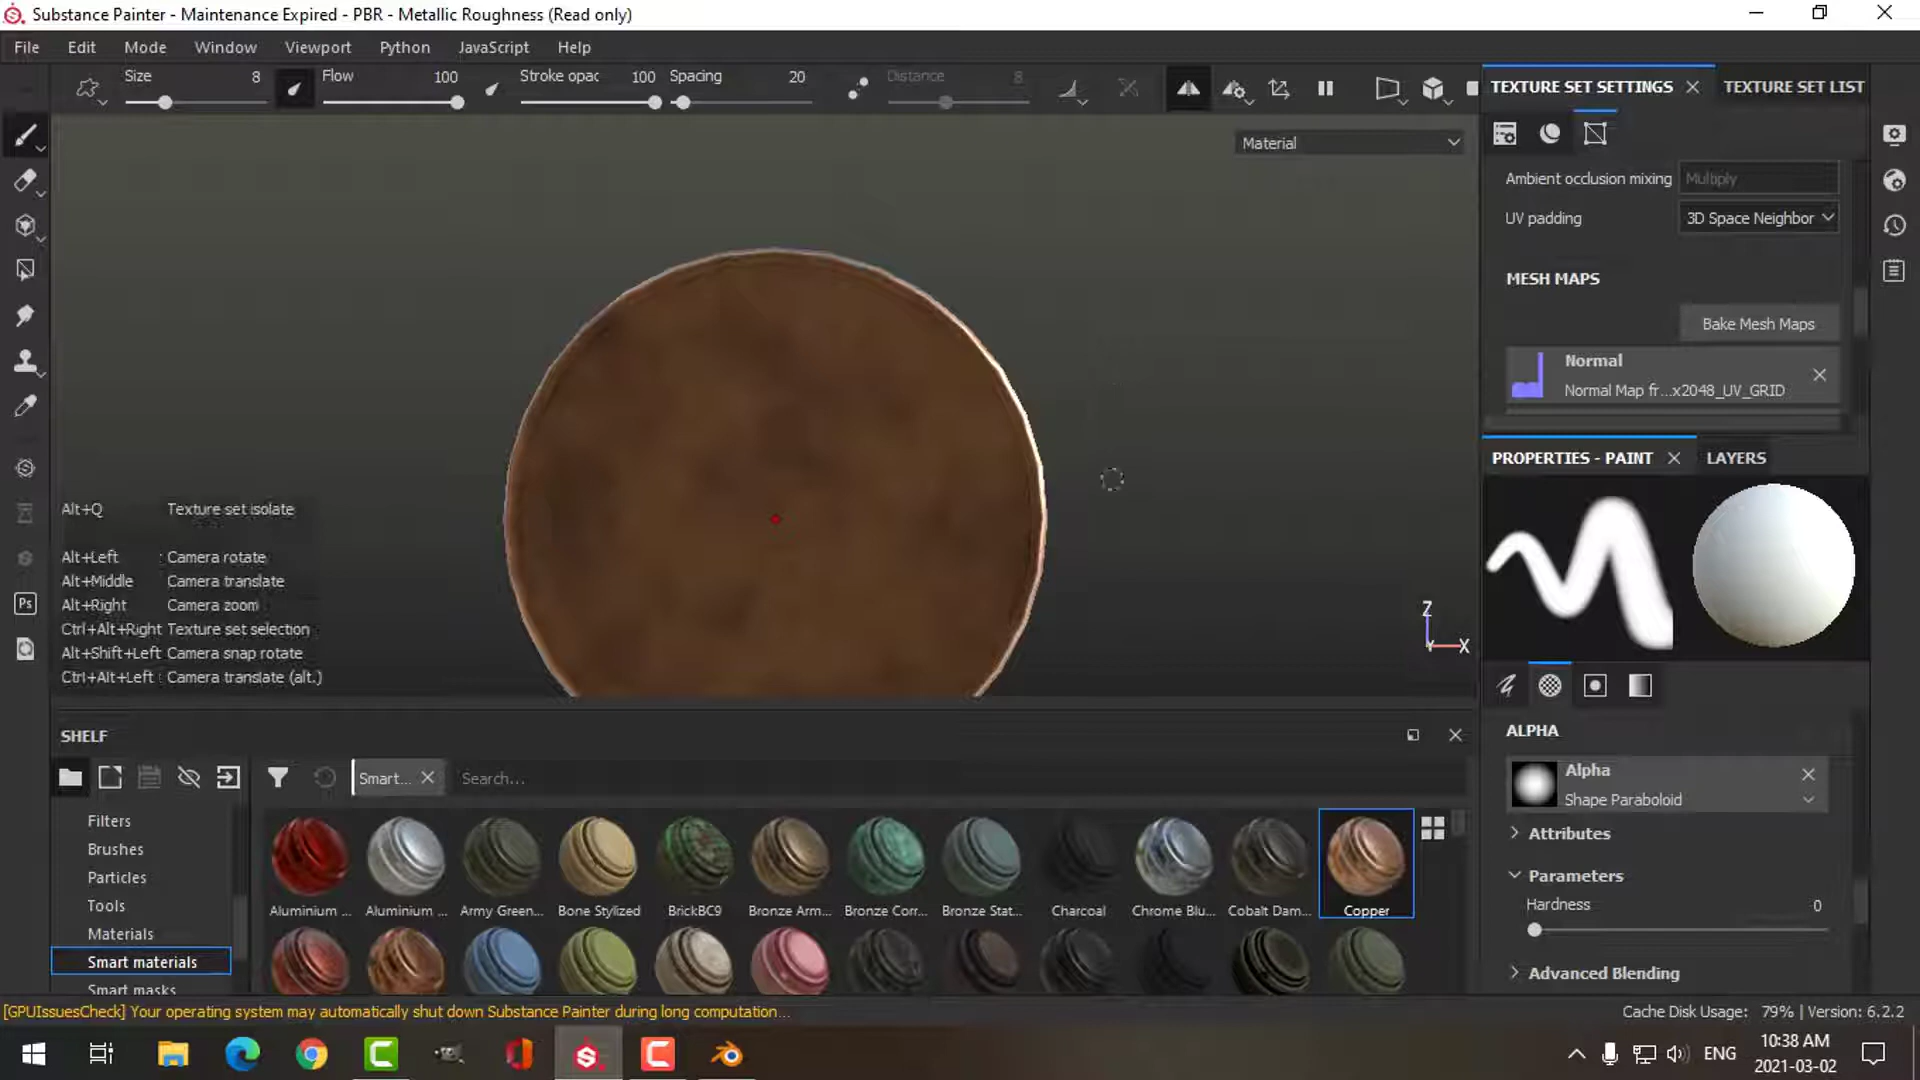 Substance Painter - Maintenance Expired - PBR - Metallic Roughness (Read only)
File Edit Mode Window Viewport Python JavaScript Help
Size 8 Flow 100 Stroke opac 100 Spacing 20 Distance 8
Material
TEXTURE SET SETTINGS TEXTURE SET LIST
Ambient occlusion mixing Multiply
UV padding 3D Space Neighbor
MESH MAPS
Bake Mesh Maps
Normal
Normal Map fr...x2048_UV_GRID
PROPERTIES - PAINT LAYERS
Alt+Q Texture set isolate
Alt+Left : Camera rotate
Alt+Middle Camera translate
Alt+Right Camera zoom
Ctrl+Alt+Right Texture set selection
Alt+Shift+Left Camera snap rotate
Ctrl+Alt+Left : Camera translate (alt.)
Z
Y
X
Ps
ALPHA
Alpha
Shape Paraboloid
Attributes
Parameters
Hardness 0
Advanced Blending
SHELF
Smart... Search...
Filters
Brushes
Particles
Tools
Materials
Smart materials
Smart masks
Aluminium ... Aluminium ... Army Green... Bone Stylized BrickBC9 Bronze Arm... Bronze Corr... Bronze Stat... Charcoal Chrome Blu... Cobalt Dam... Copper
[GPUIssuesCheck] Your operating system may automatically shut down Substance Painter during long computation...
Cache Disk Usage: 79% | Version: 6.2.2
ENG
10:38 AM
2021-03-02